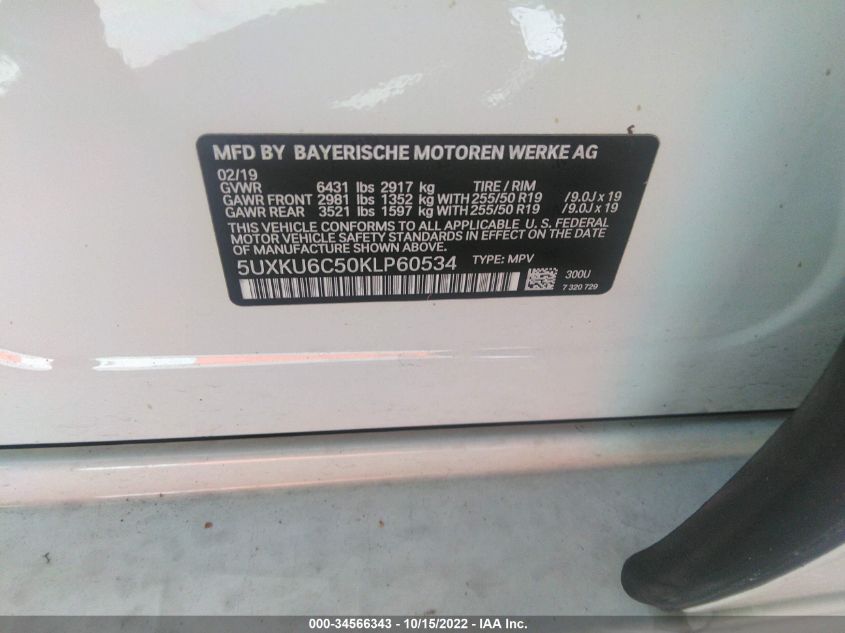 MFD BY BAYERISCHE MOTOREN WERKE AG
02/19
GVWR 6431 lbs 2917 kg TIRE / RIM
GAWR FRONT 2981 lbs 1352 kg WITH 255/50 R19 /9.0J x 19
GAWR REAR 3521 lbs 1597 kg WITH 255/50 R19 /9.0J x 19
THIS VEHICLE CONFORMS TO ALL APPLICABLE U. S. FEDERAL
MOTOR VEHICLE SAFETY STANDARDS IN EFFECT ON THE DATE
OF MANUFACTURE SHOWN ABOVE.
5UXKU6C50KLP60534 TYPE: MPV
300U
7 320 729
000-34566343 - 10/15/2022 - IAA Inc.